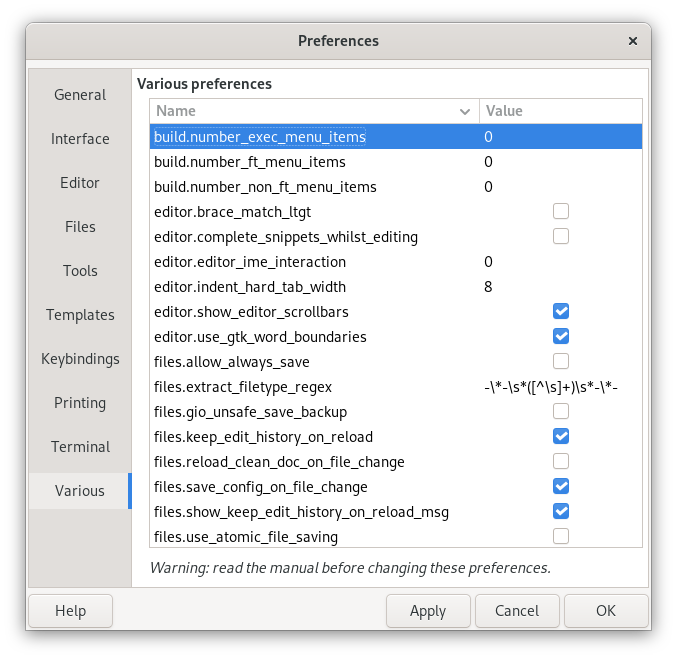 Preferences
General
Interface
Editor
Files
Tools
Templates
Keybindings
Printing
Terminal
Various
Various preferences
Name Value
build.number_exec_menu_items 0
build.number_ft_menu_items 0
build.number_non_ft_menu_items 0
editor.brace_match_ltgt
editor.complete_snippets_whilst_editing
editor.editor_ime_interaction 0
editor.indent_hard_tab_width 8
editor.show_editor_scrollbars
editor.use_gtk_word_boundaries
files.allow_always_save
files.extract_filetype_regex -\*-\s*([^\s]+)\s*-\*-
files.gio_unsafe_save_backup
files.keep_edit_history_on_reload
files.reload_clean_doc_on_file_change
files.save_config_on_file_change
files.show_keep_edit_history_on_reload_msg
files.use_atomic_file_saving
Warning: read the manual before changing these preferences.
Help Apply Cancel OK